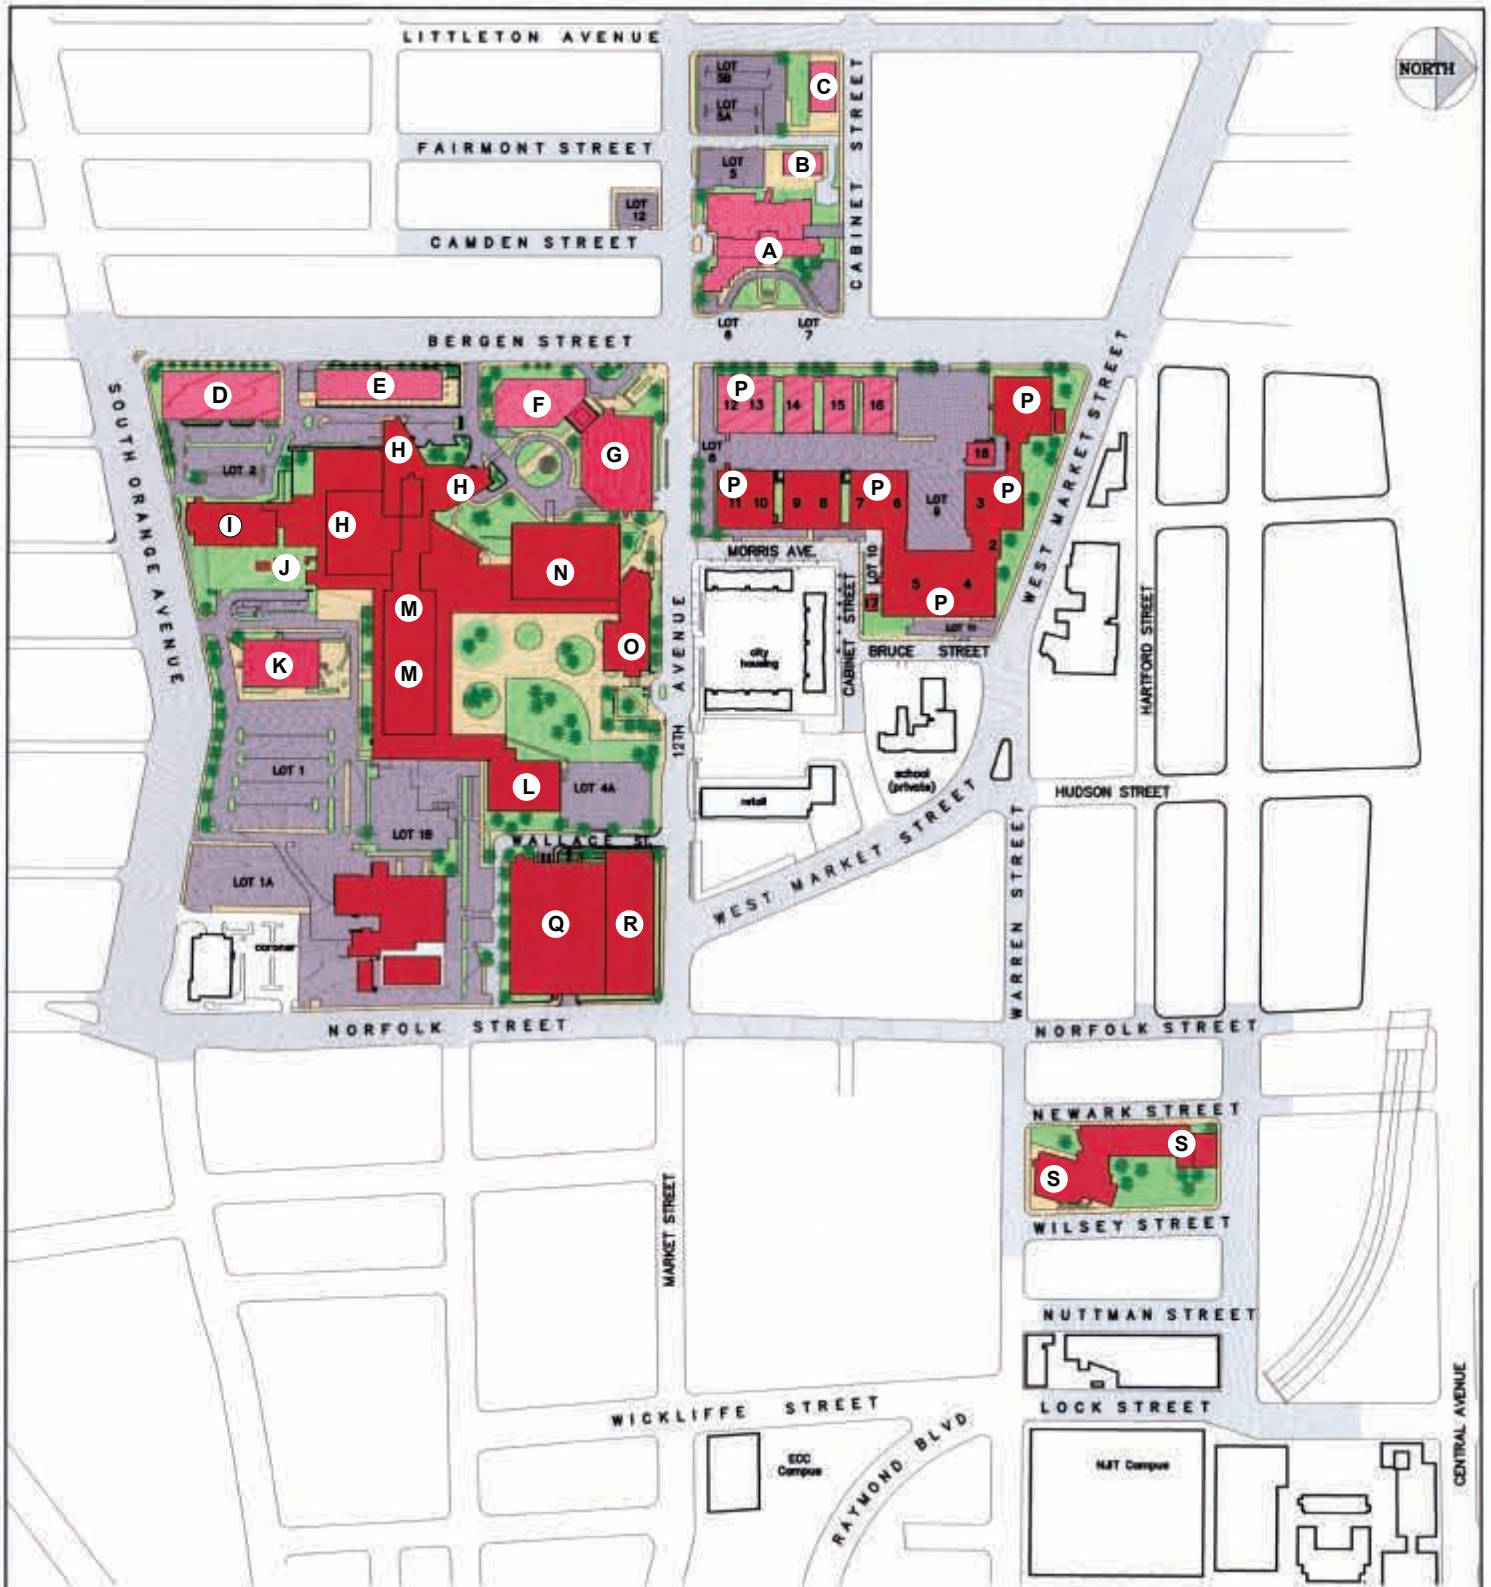 LITTLETON AVENUE
NORTH
LOT
5B
LOT
5A
C
CABINET STREET
FAIRMONT STREET
LOT
5
B
LOT
12
CAMDEN STREET
A
LOT
6
LOT
7
BERGEN STREET
SOUTH ORANGE AVENUE
WEST MARKET STREET
D
E
F
G
H
H
H
LOT 2
I
J
N
M
M
O
K
P
12 13
14
15
16
P
LOT
8
18
P
11 10
9
8
P
7
6
LOT
9
3
P
2
MORRIS AVE.
LOT 10
17
5
4
P
LOT 11
CABINET STREET
BRUCE STREET
city
housing
12TH AVENUE
HARTFORD STREET
school
(private)
retail
HUDSON STREET
LOT 1
L
LOT 4A
LOT 1B
WALLACE ST.
LOT 1A
Q
R
WEST MARKET STREET
WARREN STREET
coroner
NORFOLK STREET
NORFOLK STREET
NEWARK STREET
S
S
WILSEY STREET
MARKET STREET
NUTTMAN STREET
WICKLIFFE STREET
LOCK STREET
CENTRAL AVENUE
RAYMOND BLVD
ECC
Campus
NJIT Campus